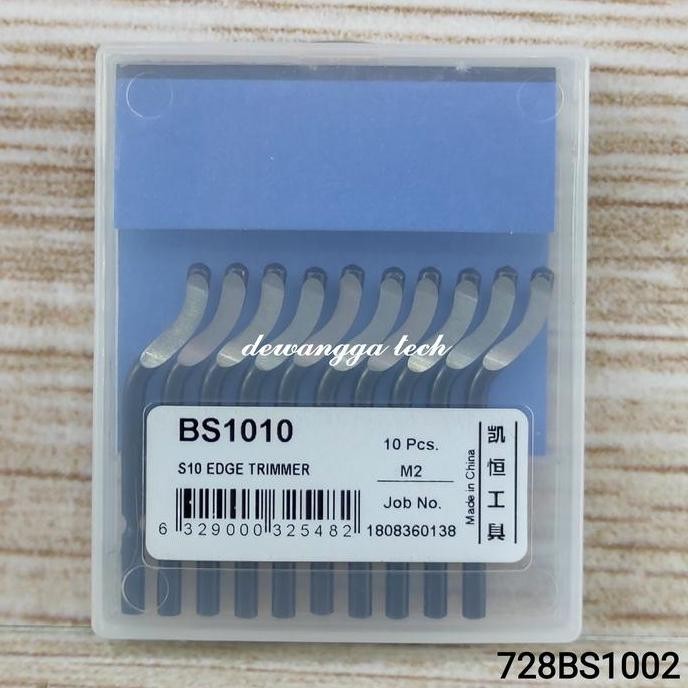 dewangga tech
BS1010
S10 EDGE TRIMMER
6 329000 325482
10 Pcs.
M2
Job No.
1808360138
Made in China
凯恒工具
728BS1002